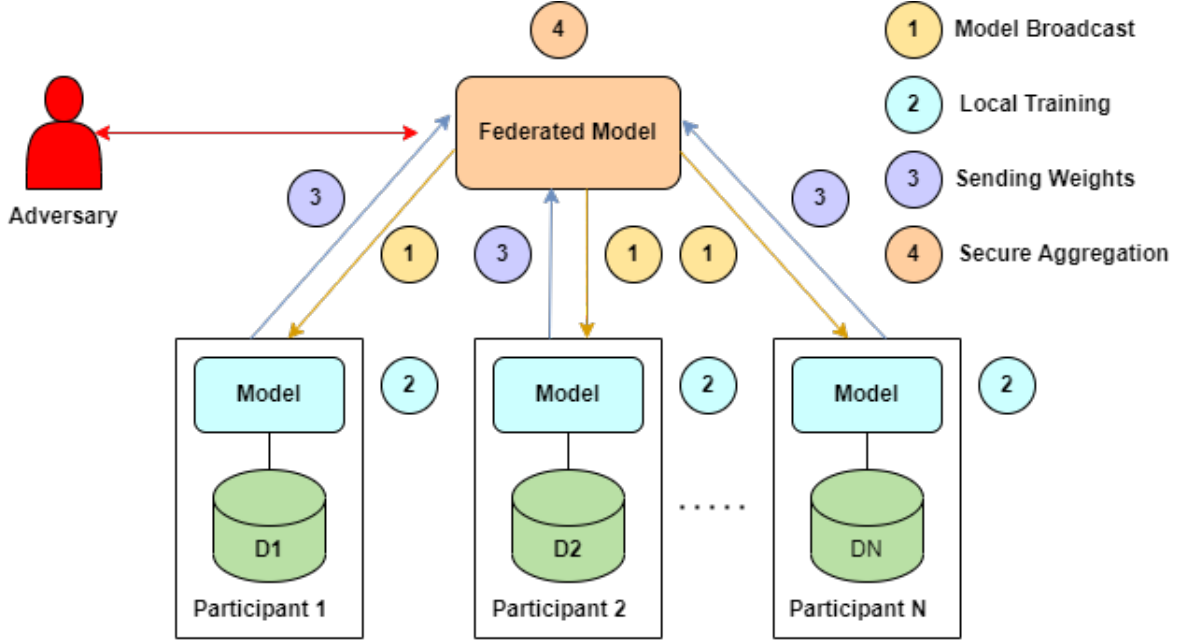 4
1 Model Broadcast
2 Local Training
3 Sending Weights
4 Secure Aggregation
Federated Model
Adversary
3
1
3
1
1
3
Model
2
Model
2
Model
2
D1
D2
.....
DN
Participant 1
Participant 2
Participant N